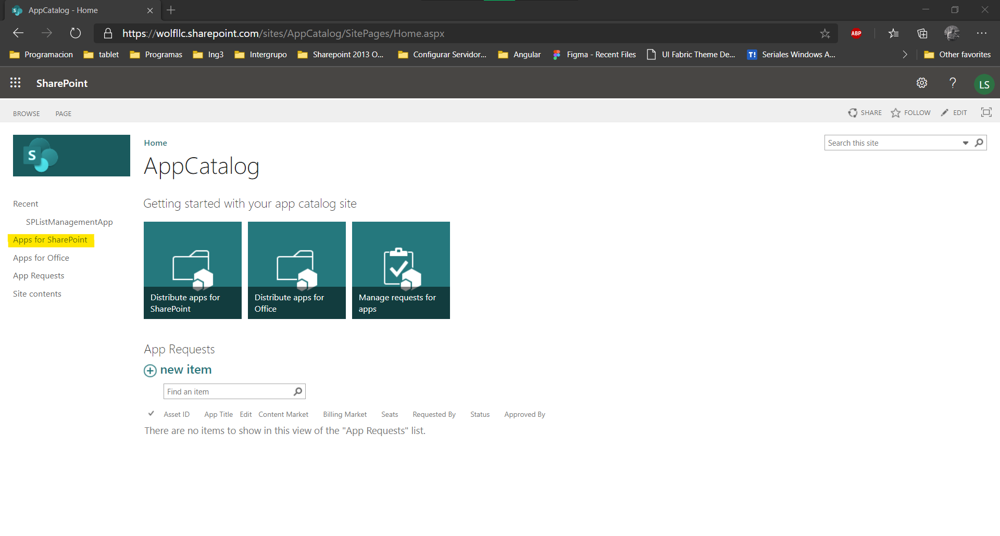 AppCatalog - Home
https://wolfllc.sharepoint.com/sites/AppCatalog/SitePages/Home.aspx
ABP
Programacion tablet Programas Ing3 Intergrupo Sharepoint 2013 O... Configurar Servidor... Angular Figma - Recent Files UI Fabric Theme De... T! Seriales Windows A... Other favorites
SharePoint ? LS
BROWSE PAGE SHARE FOLLOW EDIT
S
Home
Search this site
AppCatalog
Recent
SPListManagementApp
Apps for SharePoint
Apps for Office
App Requests
Site contents
Getting started with your app catalog site
Distribute apps for
SharePoint
Distribute apps for
Office
Manage requests for
apps
App Requests
new item
Find an item
Asset ID App Title Edit Content Market Billing Market Seats Requested By Status Approved By
There are no items to show in this view of the "App Requests" list.